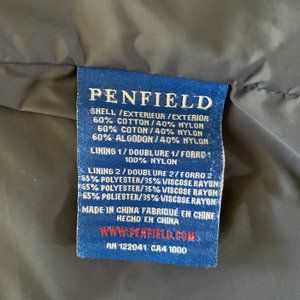 PENFIELD
SHELL/EXTERIEUR/EXTERIOR
60% COTTON/40% NYLON
60% COTON/40% NYLON
60% ALGODON/40% NYLON
LINING 1/DOUBLURE 1/FORRO 1
100% NYLON
LINING 2/DOUBLURE 2/FORRO 2
65% POLYESTER/35% VISCOSE RAYON
65% POLYESTER/35% VISCOSE RAYON
65% POLYESTER/35% VISCOSE RAYON
MADE IN CHINA FABRIQUÉ EN CHINE
HECHO EN CHINA
WWW.PENFIELD.COM
RN 122041 CA41000